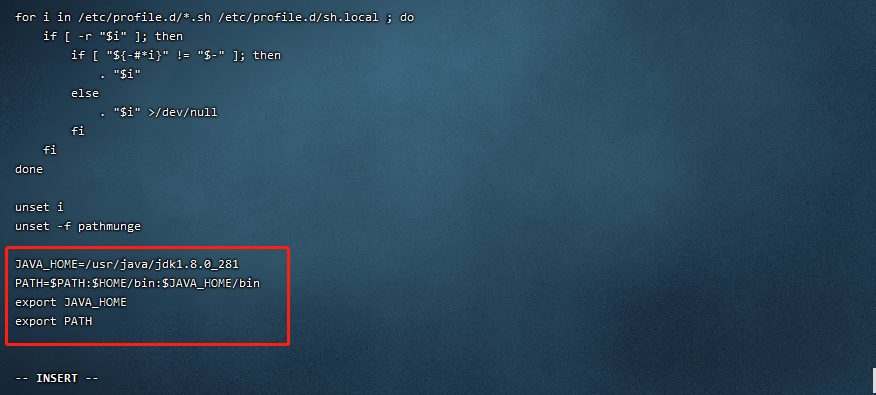 for i in /etc/profile.d/*.sh /etc/profile.d/sh.local ; do
    if [ -r "$i" ]; then
        if [ "${-#*i}" != "$-" ]; then
            . "$i"
        else
            . "$i" >/dev/null
        fi
    fi
done

unset i
unset -f pathmunge

JAVA_HOME=/usr/java/jdk1.8.0_281
PATH=$PATH:$HOME/bin:$JAVA_HOME/bin
export JAVA_HOME
export PATH

-- INSERT --